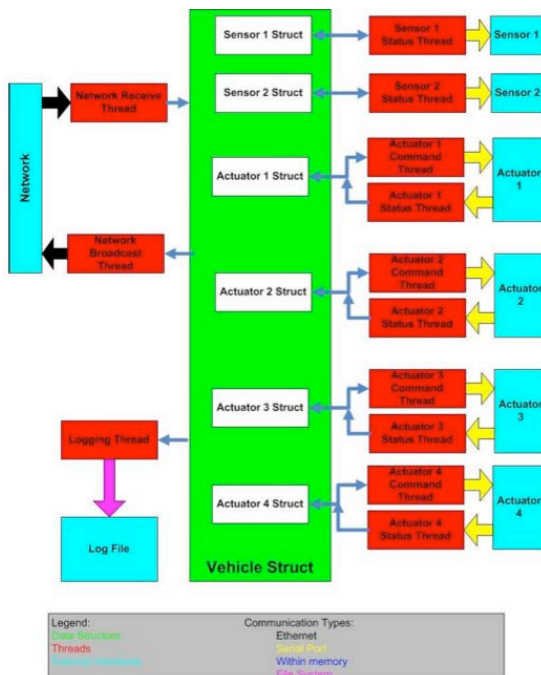 Sensor 1 Struct
Sensor 1
Status Thread
Sensor 1
Sensor 2 Struct
Sensor 2
Status Thread
Sensor 2
Network Receive
Thread
Network
Network
Broadcast
Thread
Actuator 1 Struct
Actuator 1
Command
Thread
Actuator 1
Status Thread
Actuator
1
Actuator 2 Struct
Actuator 2
Command
Thread
Actuator 2
Status Thread
Actuator
2
Actuator 3 Struct
Actuator 3
Command
Thread
Actuator 3
Status Thread
Actuator
3
Logging Thread
Log File
Actuator 4 Struct
Actuator 4
Command
Thread
Actuator 4
Status Thread
Actuator
4
Vehicle Struct
Legend:
Data Structure
Threads
Communication Types:
Ethernet
Serial Port
Within memory
File System